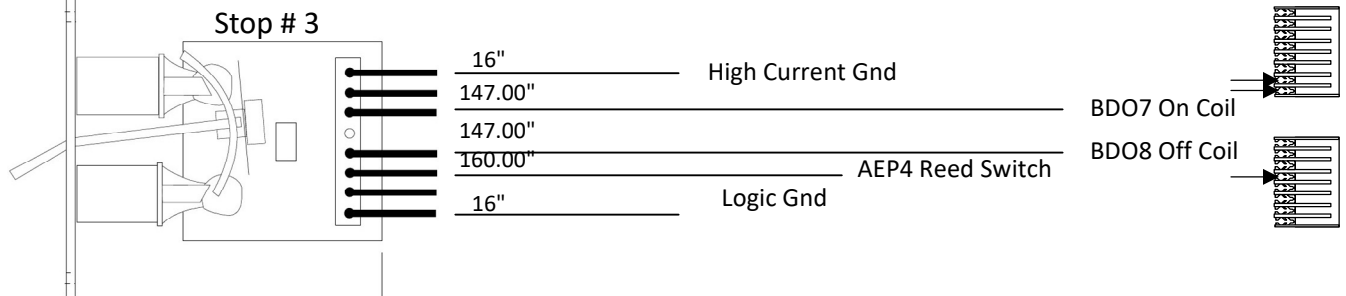 Stop # 3
16"
High Current Gnd
147.00"
BDO7 On Coil
147.00"
BDO8 Off Coil
160.00"
AEP4 Reed Switch
16"
Logic Gnd